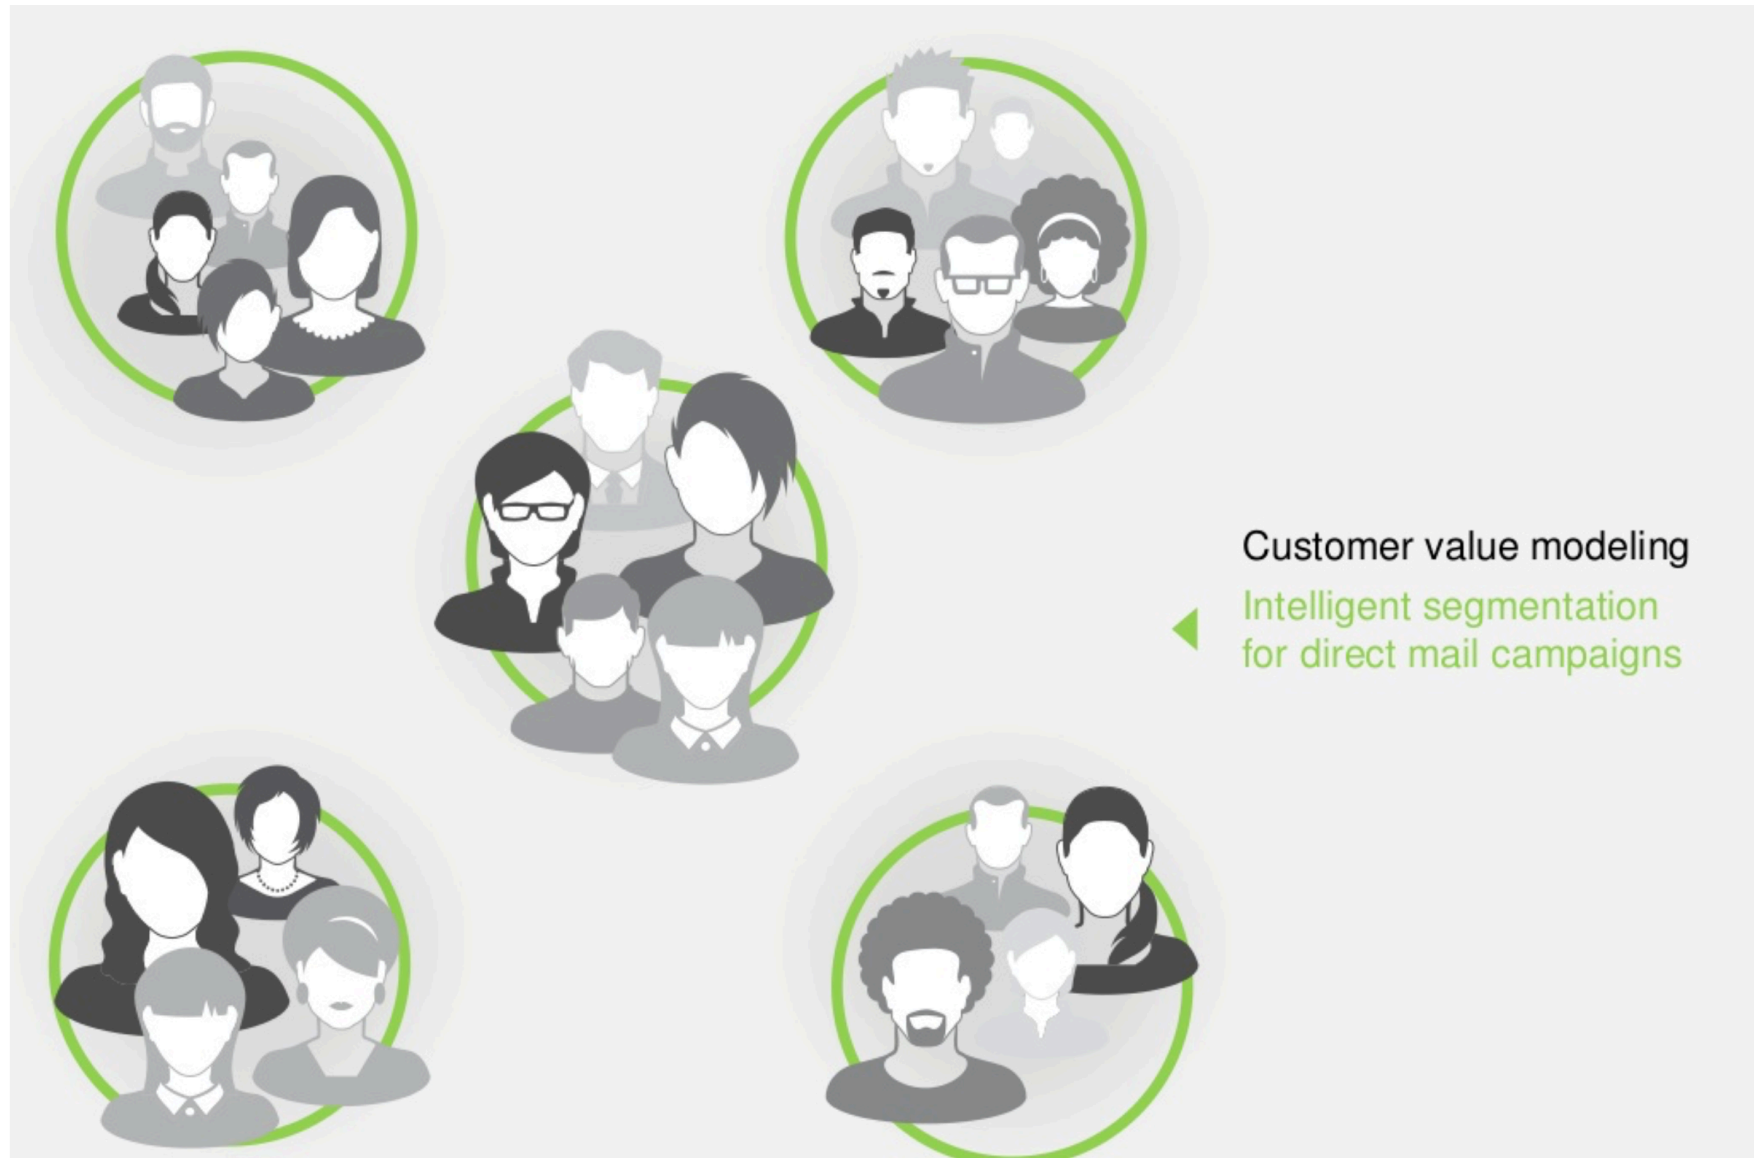 Customer value modeling
Intelligent segmentation
for direct mail campaigns